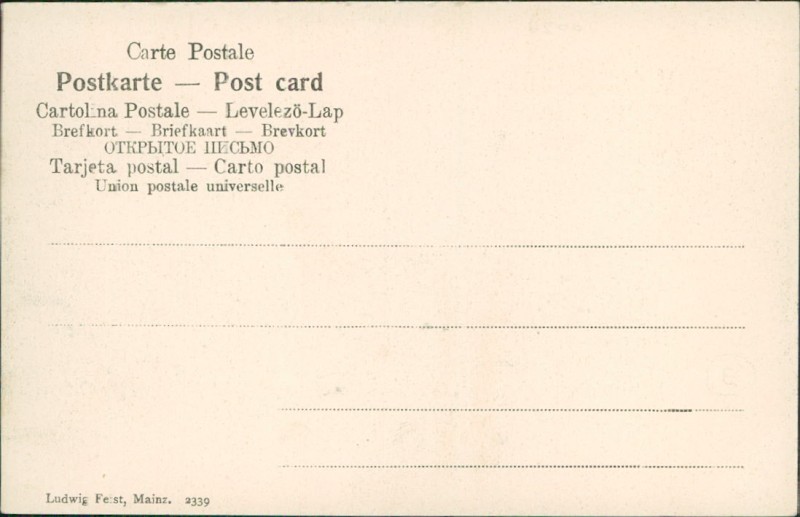 Carte Postale
Postkarte — Post card
Cartolina Postale — Levelező-Lap
Brefkort — Briefkaart — Brevkort
ОТКРЫТОЕ ПИСЬМО
Tarjeta postal — Carto postal
Union postale universelle
Ludwig Feist, Mainz. 2339